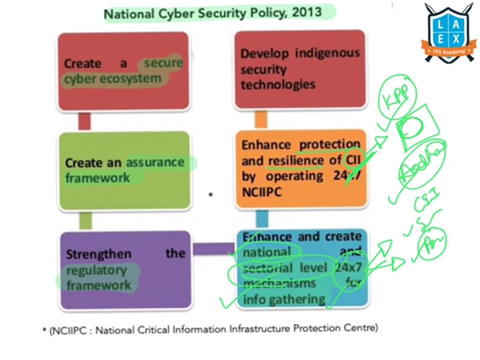 National Cyber Security Policy, 2013
LAEX
IAS Academy
Create a secure
cyber ecosystem
Develop indigenous
security
technologies
KPP
Create an assurance
framework
Enhance protection
and resilience of CII
by operating 24x7
NCIIPC
*
Aadhar
Strengthen the
regulatory
framework
Enhance and create
national and
sectorial level 24x7
mechanisms for
info gathering
* (NCIIPC : National Critical Information Infrastructure Protection Centre)